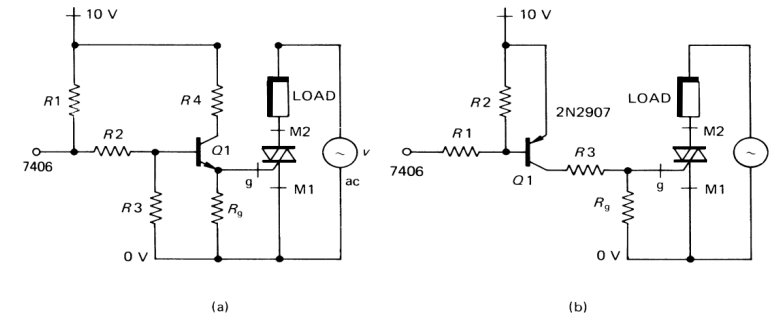 10 V
10 V
R1
R4
LOAD
R2
2N2907
LOAD
R2
Q1
M2
v
R1
M2
7406
ac
7406
R3
g
M1
Q1
g
M1
R3
Rg
Rg
0 V
0 V
(a)
(b)